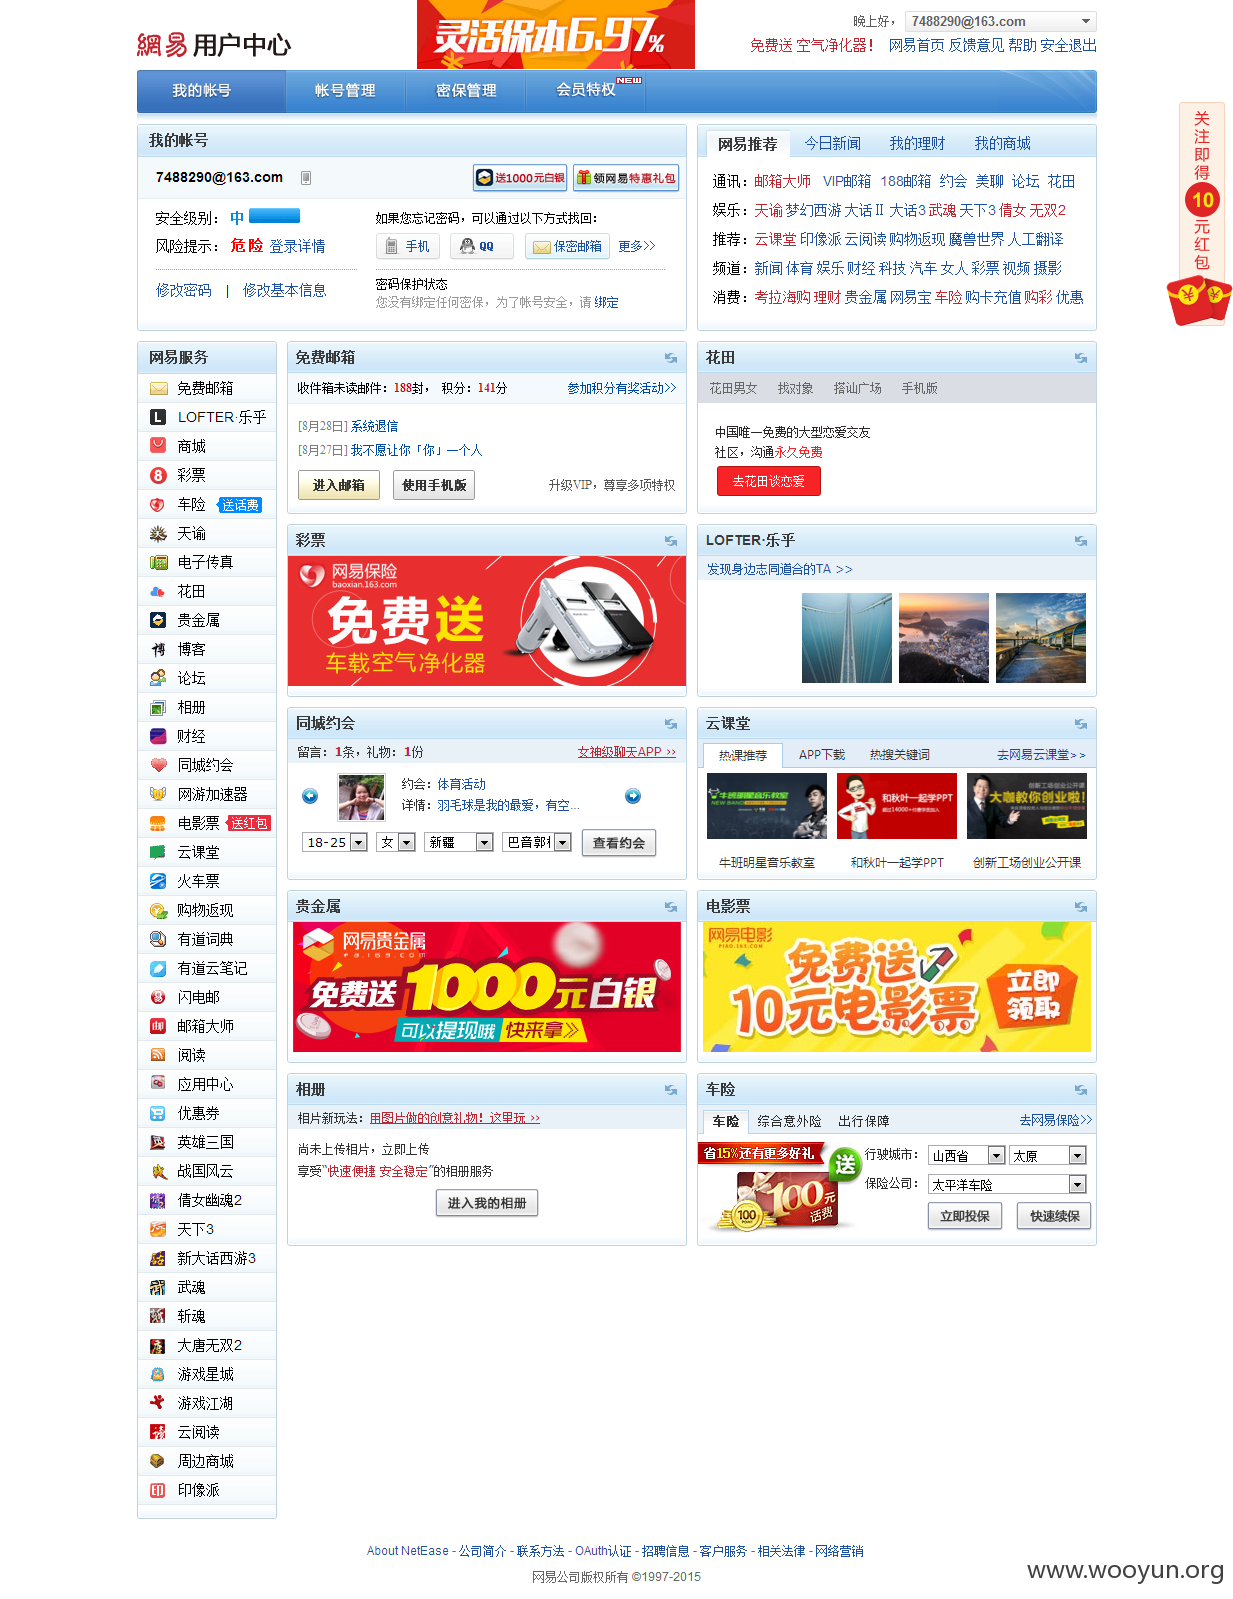 網易 用户中心
灵活保本6.97%
晚上好， 7488290@163.com
免费送 空气净化器! 网易首页 反馈意见 帮助 安全退出
我的帐号 帐号管理 密保管理 会员特权 NEW
关注即得10元红包
我的帐号
7488290@163.com
送1000元白银 领网易特惠礼包
安全级别： 中
风险提示： 危险 登录详情
修改密码 | 修改基本信息
如果您忘记密码，可以通过以下方式找回：
手机 QQ 保密邮箱 更多>>
密码保护状态
您没有绑定任何密保，为了帐号安全，请 绑定
网易推荐 今日新闻 我的理财 我的商城
通讯：邮箱大师 VIP邮箱 188邮箱 约会 美聊 论坛 花田
娱乐：天谕 梦幻西游 大话Ⅱ 大话3 武魂 天下3 倩女 无双2
推荐：云课堂 印像派 云阅读 购物返现 魔兽世界 人工翻译
频道：新闻 体育 娱乐 财经 科技 汽车 女人 彩票 视频 摄影
消费：考拉海购 理财 贵金属 网易宝 车险 购卡充值 购彩 优惠
网易服务
免费邮箱
LOFTER·乐乎
商城
彩票
车险 送话费
天谕
电子传真
花田
贵金属
博客
论坛
相册
财经
同城约会
网游加速器
电影票 送红包
云课堂
火车票
购物返现
有道词典
有道云笔记
闪电邮
邮箱大师
阅读
应用中心
优惠券
英雄三国
战国风云
倩女幽魂2
天下3
新大话西游3
武魂
斩魂
大唐无双2
游戏星城
游戏江湖
云阅读
周边商城
印像派
免费邮箱
收件箱未读邮件：188封， 积分：141分 参加积分有奖活动>>
[8月28日] 系统退信
[8月27日] 我不愿让你「你」一个人
进入邮箱 使用手机版 升级VIP，尊享多项特权
花田
花田男女 找对象 搭讪广场 手机版
中国唯一免费的大型恋爱交友
社区，沟通永久免费
去花田谈恋爱
彩票
网易保险
baoxian.163.com
免费送
车载空气净化器
LOFTER·乐乎
发现身边志同道合的TA >>
同城约会
留言：1条，礼物：1份 女神级聊天APP >>
约会：体育活动
详情：羽毛球是我的最爱，有空...
18-25 女 新疆 巴音郭 查看约会
云课堂
热课推荐 APP下载 热搜关键词 去网易云课堂>>
牛班明星音乐教室
NEW BAND
和秋叶一起学PPT
创新工场创业公开课
大咖教你创业啦!
牛班明星音乐教室 和秋叶一起学PPT 创新工场创业公开课
贵金属
网易贵金属
fa.163.com
免费送1000元白银
可以提现哦 快来拿》
电影票
网易电影
PIAO.163.COM
免费送
10元电影票
立即领取
相册
相片新玩法：用图片做的创意礼物！这里玩 >>
尚未上传相片，立即上传
享受“快速便捷 安全稳定”的相册服务
进入我的相册
车险
车险 综合意外险 出行保障 去网易保险>>
省15%还有更多好礼 送
100元话费
100
行驶城市： 山西省 太原
保险公司： 太平洋车险
立即投保 快速续保
About NetEase - 公司简介 - 联系方法 - OAuth认证 - 招聘信息 - 客户服务 - 相关法律 - 网络营销
网易公司版权所有 ©1997-2015
www.wooyun.org